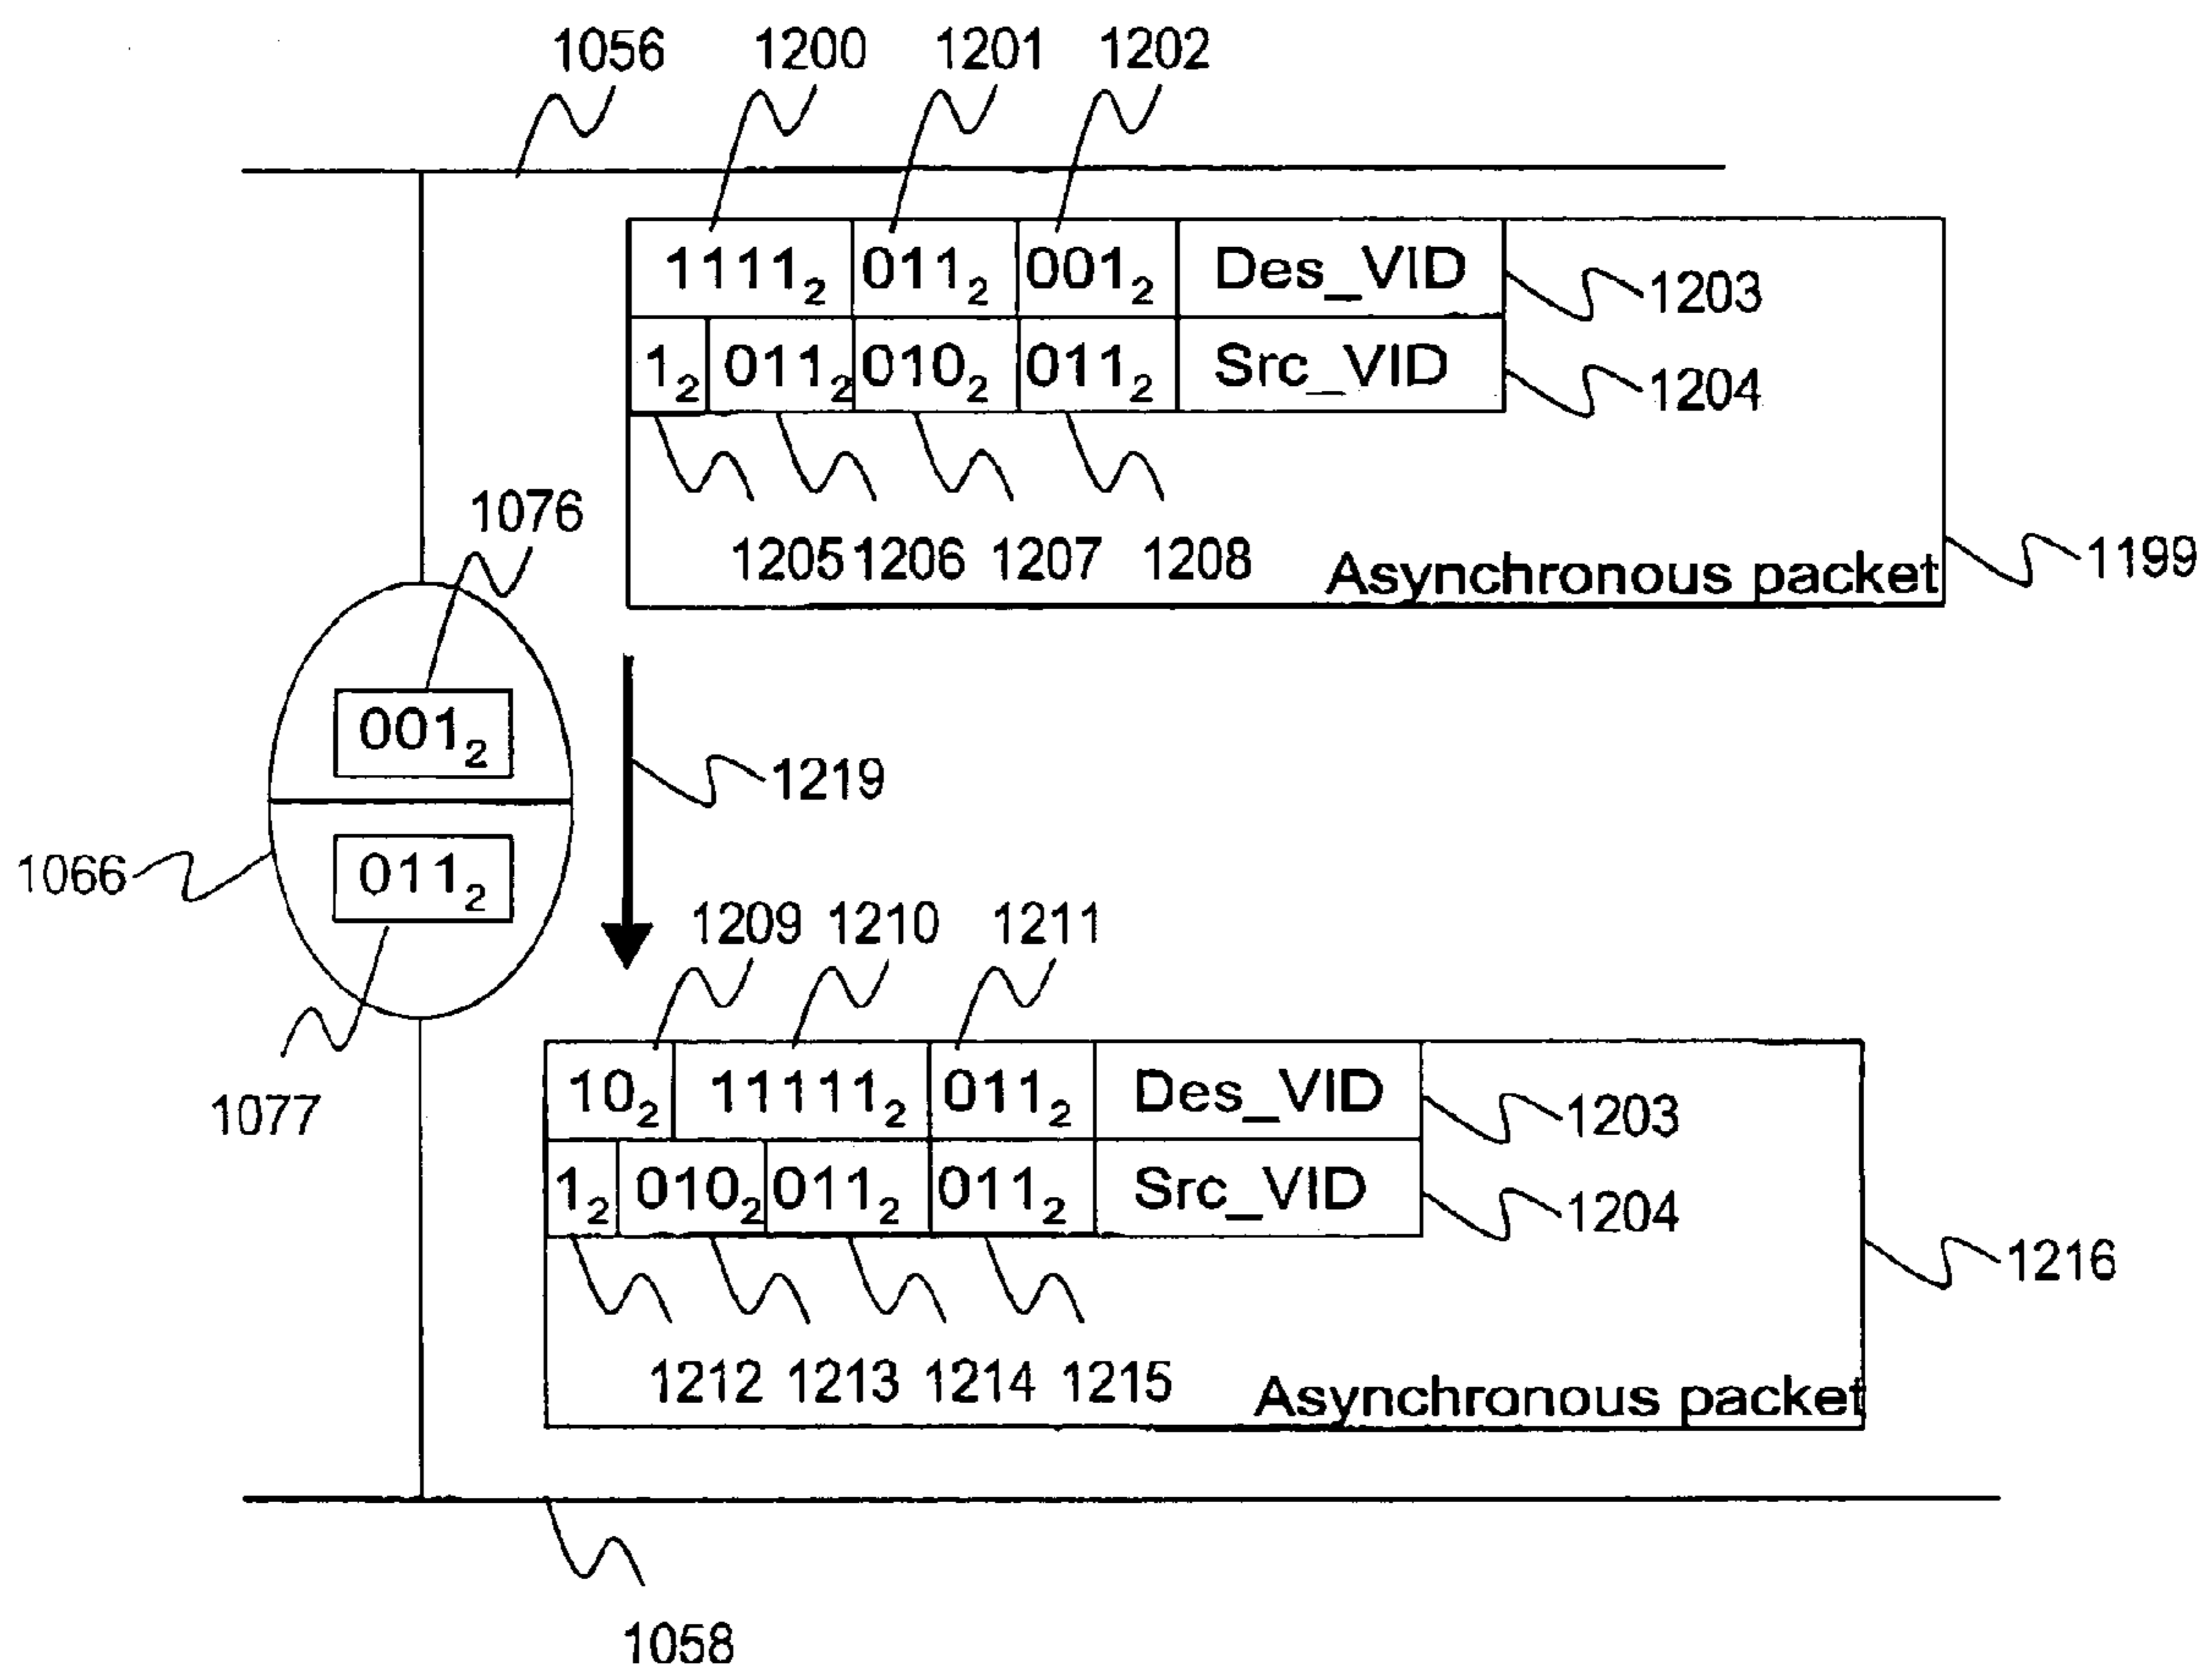 1056 1200 1201 1202
1111₂ 011₂ 001₂ Des_VID 1203
1₂ 011₂ 010₂ 011₂ Src_VID 1204
1076
1205 1206 1207 1208
Asynchronous packet 1199
001₂
1219
1066 011₂
1209 1210 1211
10₂ 11111₂ 011₂ Des_VID 1203
1077
1₂ 010₂ 011₂ 011₂ Src_VID 1204
1216
1212 1213 1214 1215
Asynchronous packet
1058